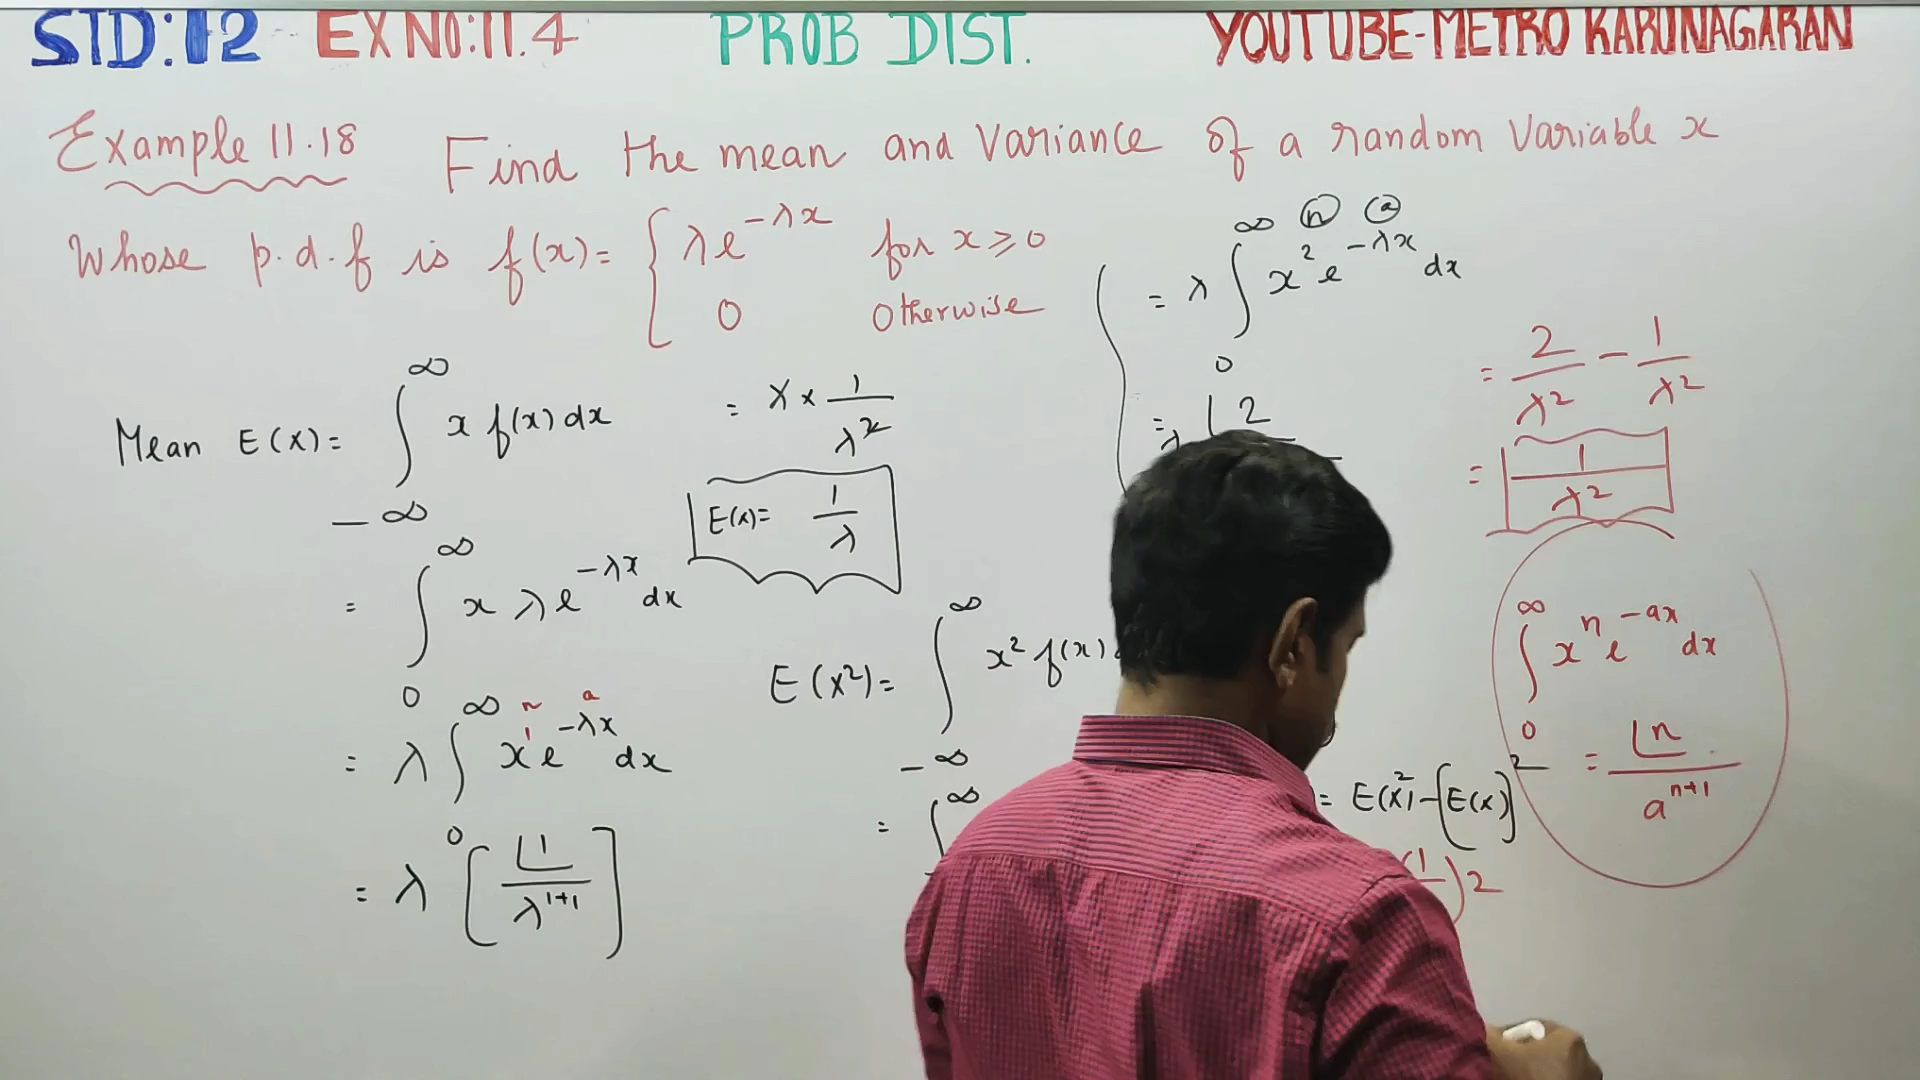 STD:12 EX NO:11.4 PROB DIST. YOUTUBE-METRO KARUNAGARAN
Example 11.18 Find the mean and Variance of a random Variable x
Whose p.d.f is f(x)= { λe^{-λx} for x ≥ 0
0 Otherwise
Mean E(X)= ∫_{-∞}^{∞} x f(x) dx
= ∫_0^∞ x λ e^{-λx} dx
= λ ∫_0^∞ x^1 e^{-λx} dx
n a
= λ [ ⌊1 / λ^{1+1} ]
= λ × 1/λ^2
E(x)= 1/λ
E(X^2)= ∫_{-∞}^{∞} x^2 f(x)
= ∫^∞
= λ ∫_0^∞ x^2 e^{-λx} dx
n a
= λ ⌊2
= E(X^2) - [E(X)]^2
(1 )2
= 2/λ^2 - 1/λ^2
= 1/λ^2
∫_0^∞ x^n e^{-ax} dx
= ⌊n / a^{n+1}